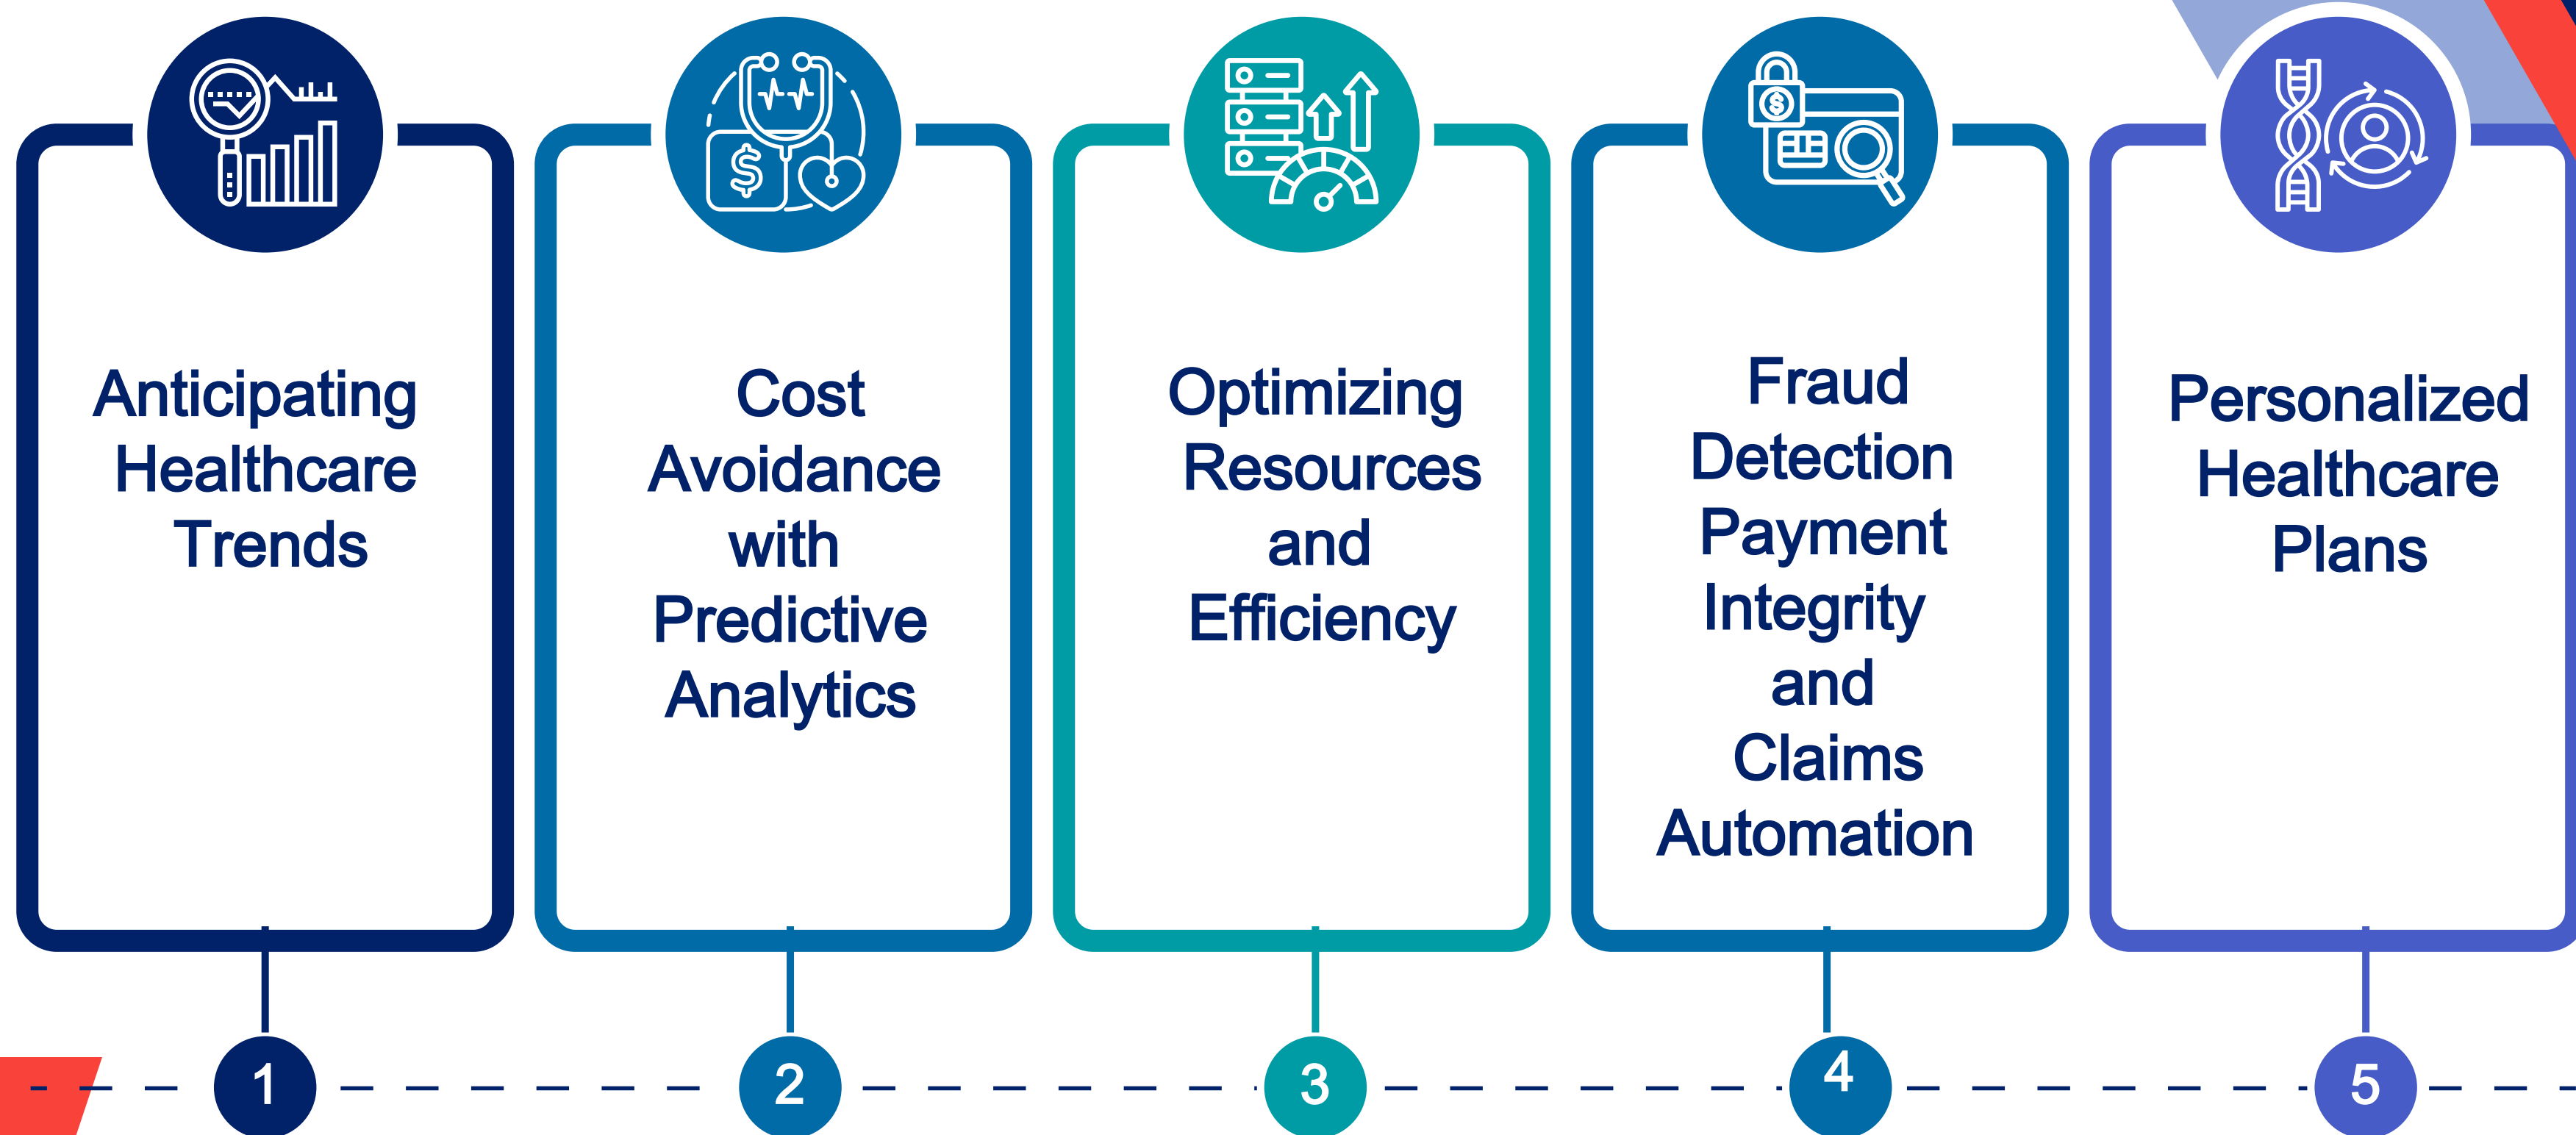 Anticipating
Healthcare
Trends
Cost
Avoidance
with
Predictive
Analytics
Optimizing
Resources
and
Efficiency
Fraud
Detection
Payment
Integrity
and
Claims
Automation
Personalized
Healthcare
Plans
1
2
3
4
5